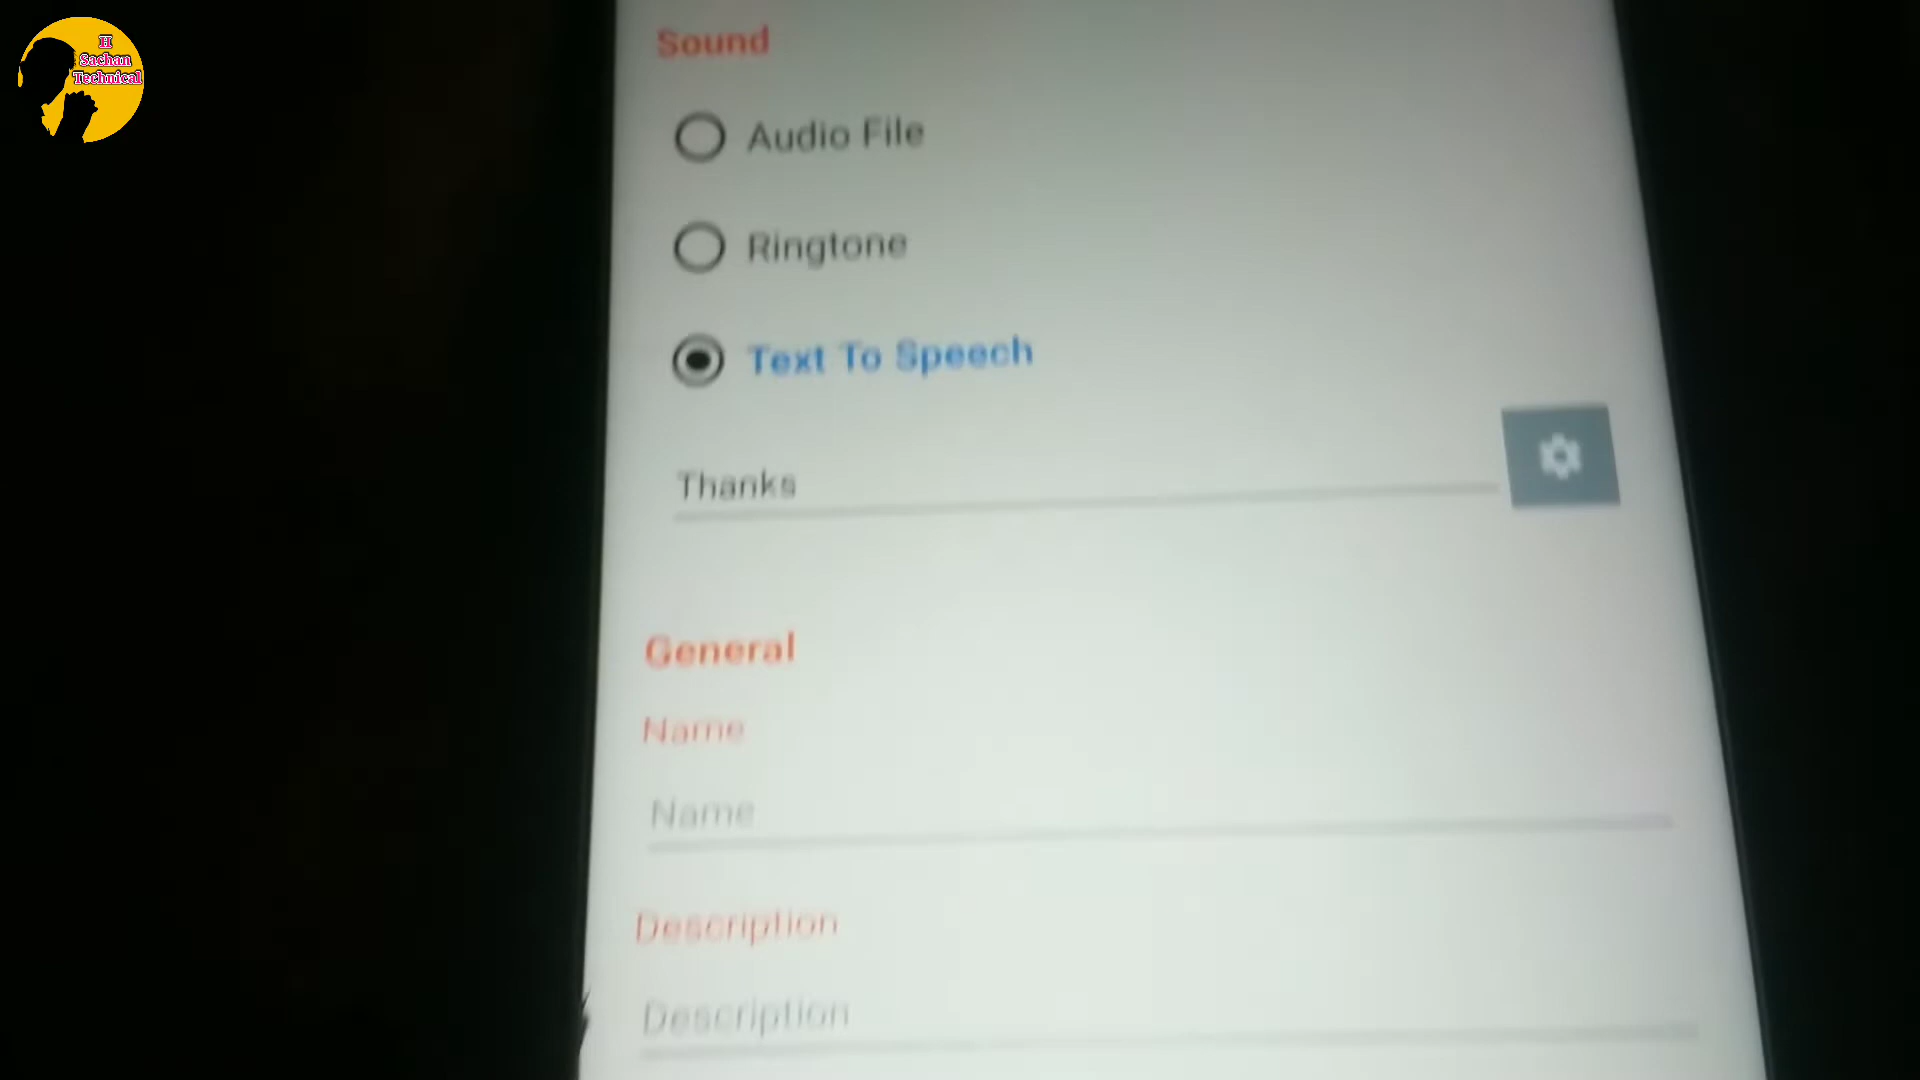 H
Sachan
Technical
Sound
Audio File
Ringtone
Text To Speech
Thanks
General
Name
Name
Description
Description